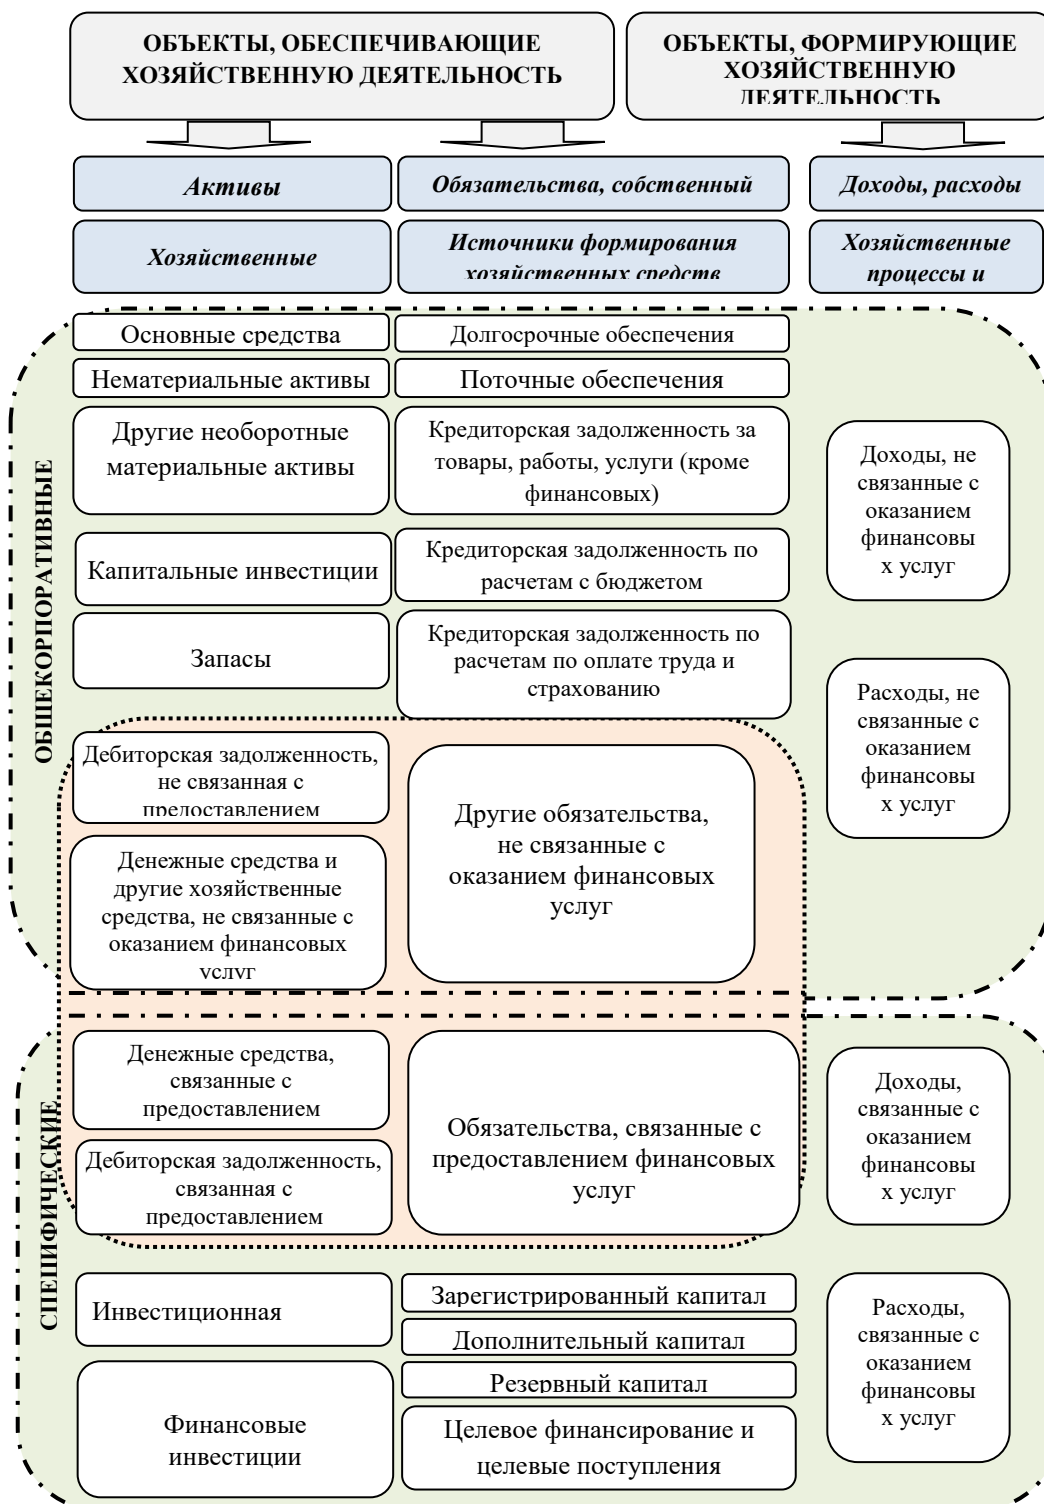 ОБЪЕКТЫ, ОБЕСПЕЧИВАЮЩИЕ
ХОЗЯЙСТВЕННУЮ ДЕЯТЕЛЬНОСТЬ
ОБЪЕКТЫ, ФОРМИРУЮЩИЕ
ХОЗЯЙСТВЕННУЮ
ДЕЯТЕЛЬНОСТЬ
Активы
Обязательства, собственный
Доходы, расходы
Хозяйственные
Источники формирования
хозяйственных средств
Хозяйственные
процессы и
ОБЩЕКОРПОРАТИВНЫЕ
Основные средства
Долгосрочные обеспечения
Нематериальные активы
Поточные обеспечения
Другие необоротные
материальные активы
Кредиторская задолженность за
товары, работы, услуги (кроме
финансовых)
Доходы, не
связанные с
оказанием
финансовы
х услуг
Капитальные инвестиции
Кредиторская задолженность по
расчетам с бюджетом
Запасы
Кредиторская задолженность по
расчетам по оплате труда и
страхованию
Расходы, не
связанные с
оказанием
финансовы
х услуг
Дебиторская задолженность,
не связанная с
предоставлением
Другие обязательства,
не связанные с
оказанием финансовых
услуг
Денежные средства и
другие хозяйственные
средства, не связанные с
оказанием финансовых
услуг
СПЕЦИФИЧЕСКИЕ
Денежные средства,
связанные с
предоставлением
Обязательства, связанные с
предоставлением финансовых
услуг
Доходы,
связанные с
оказанием
финансовы
х услуг
Дебиторская задолженность,
связанная с
предоставлением
Инвестиционная
Зарегистрированный капитал
Дополнительный капитал
Резервный капитал
Расходы,
связанные с
оказанием
финансовы
х услуг
Финансовые
инвестиции
Целевое финансирование и
целевые поступления